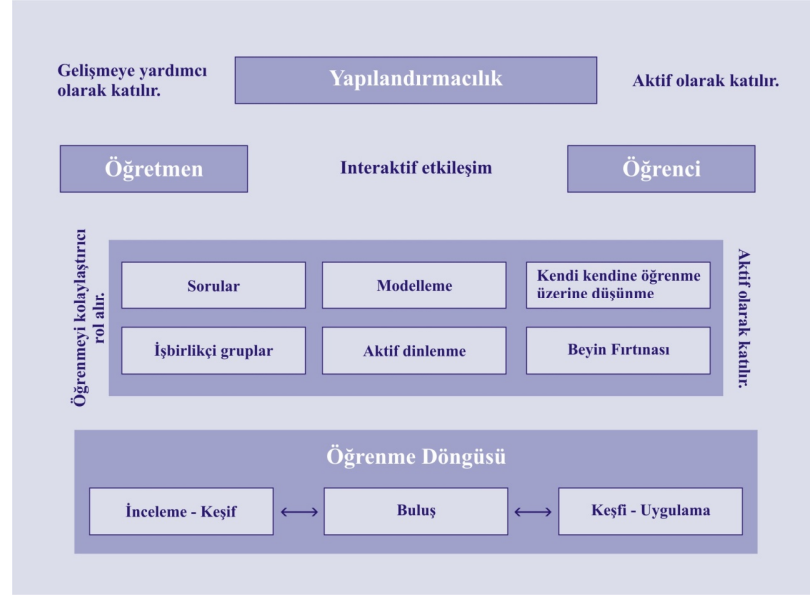 Gelişmeye yardımcı
olarak katılır.
Yapılandırmacılık
Aktif olarak katılır.
Öğretmen
Interaktif etkileşim
Öğrenci
Öğrenmeyi kolaylaştırıcı
rol alır.
Sorular
Modelleme
Kendi kendine öğrenme
üzerine düşünme
İşbirlikçi gruplar
Aktif dinlenme
Beyin Fırtınası
Aktif olarak katılır.
Öğrenme Döngüsü
İnceleme - Keşif
Buluş
Keşfi - Uygulama